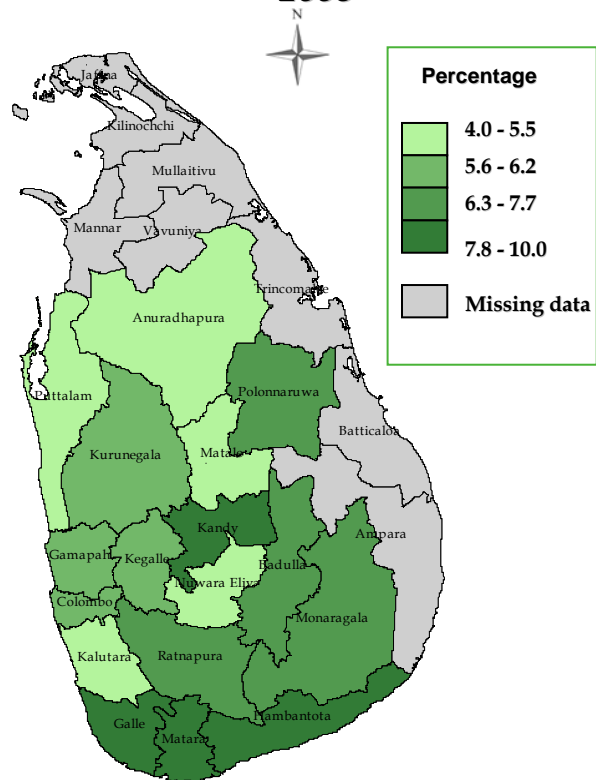 N
Percentage
4.0 - 5.5
5.6 - 6.2
6.3 - 7.7
7.8 - 10.0
Missing data
Jaffna
Kilinochchi
Mullaitivu
Mannar
Vavuniya
Trincomalee
Anuradhapura
Puttalam
Polonnaruwa
Batticaloa
Kurunegala
Matale
Kandy
Ampara
Gamapah
Kegalle
Badulla
Nuwara Eliya
Colombo
Monaragala
Kalutara
Ratnapura
Galle
Matara
Hambantota